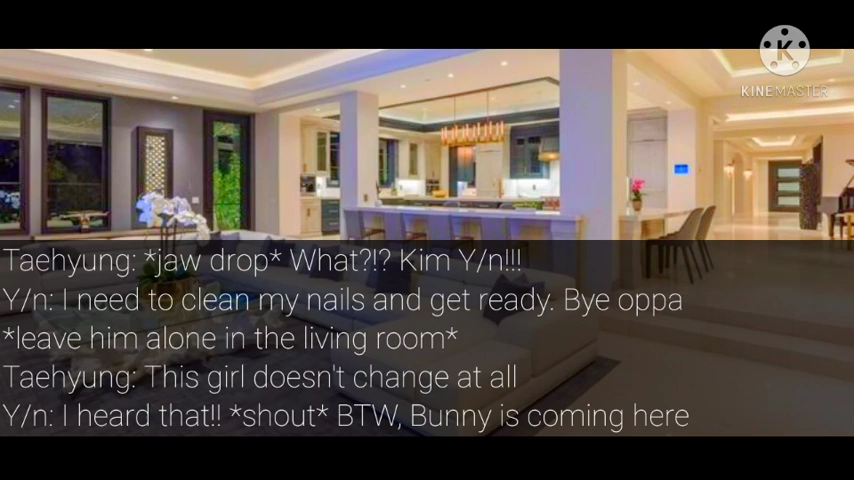 KINEMASTER
Taehyung: *jaw drop* What?!? Kim Y/n!!!
Y/n: I need to clean my nails and get ready. Bye oppa
*leave him alone in the living room*
Taehyung: This girl doesn't change at all
Y/n: I heard that!! *shout* BTW, Bunny is coming here